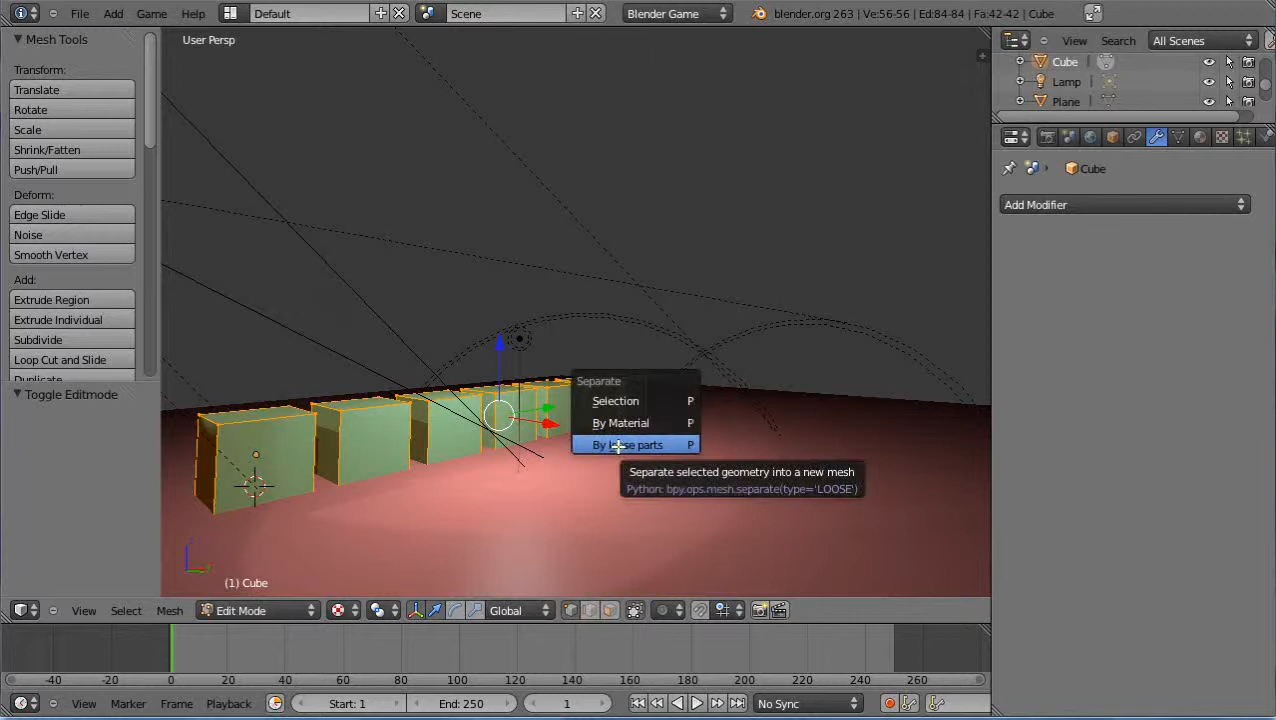 File Add Game Window Help Default Scene Blender Game blender.org 263 | Ve:56-56 | Ed:84-84 | Fa:42-42 | Cube
Mesh Tools
Transform:
Translate
Rotate
Scale
Shrink/Fatten
Push/Pull
Deform:
Edge Slide
Noise
Smooth Vertex
Add:
Extrude Region
Extrude Individual
Subdivide
Loop Cut and Slide
Duplicate
Toggle Editmode
User Persp
Separate
Selection P
By Material P
By loose parts P
Separate selected geometry into a new mesh
Python: bpy.ops.mesh.separate(type='LOOSE')
(1) Cube
View Search All Scenes
Cube
Lamp
Plane
Cube
Add Modifier
View Select Mesh Edit Mode Global
-40 -20 0 20 40 60 80 100 120 140 160 180 200 220 240 260
View Marker Frame Playback Start: 1 End: 250 1 No Sync